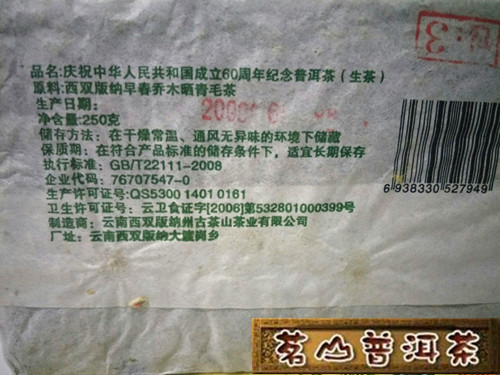 品名:庆祝中华人民共和国成立60周年纪念普洱茶（生茶）
原料:西双版纳早春乔木晒青毛茶
生产日期:
净含量:250克
储存方法:在干燥常温、通风无异味的环境下储藏
保质期:在符合产品标准的储存条件下，适宜长期保存
执行标准:GB/T22111-2008
企业代码:76707547-0
生产许可证号:QS5300 1401 0161
卫生许可证号:云卫食证字[2006]第532801000399号
制造商:云南西双版纳州古茶山茶业有限公司
厂址:云南西双版纳大渡岗乡
6 938330 527949
茗山普洱茶